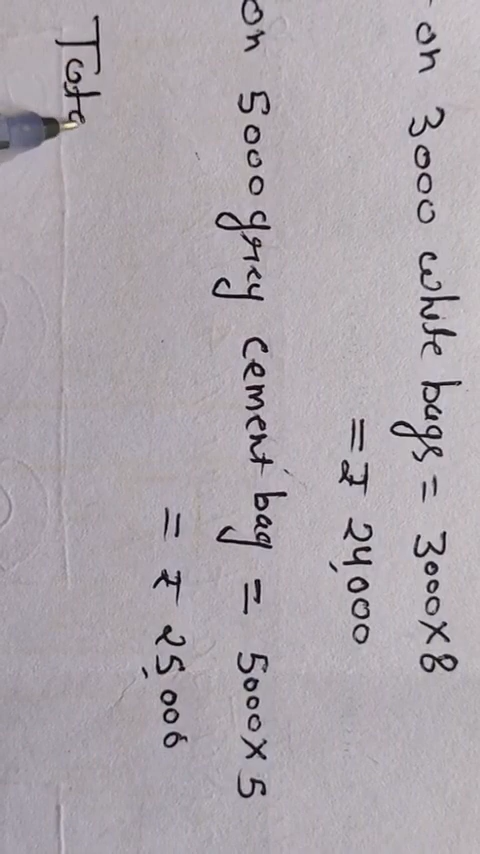 on 3000 white bags = 3000×8
= ₹ 24,000
on 5000 grey cement bag = 5000×5
= ₹ 25,000
Tota